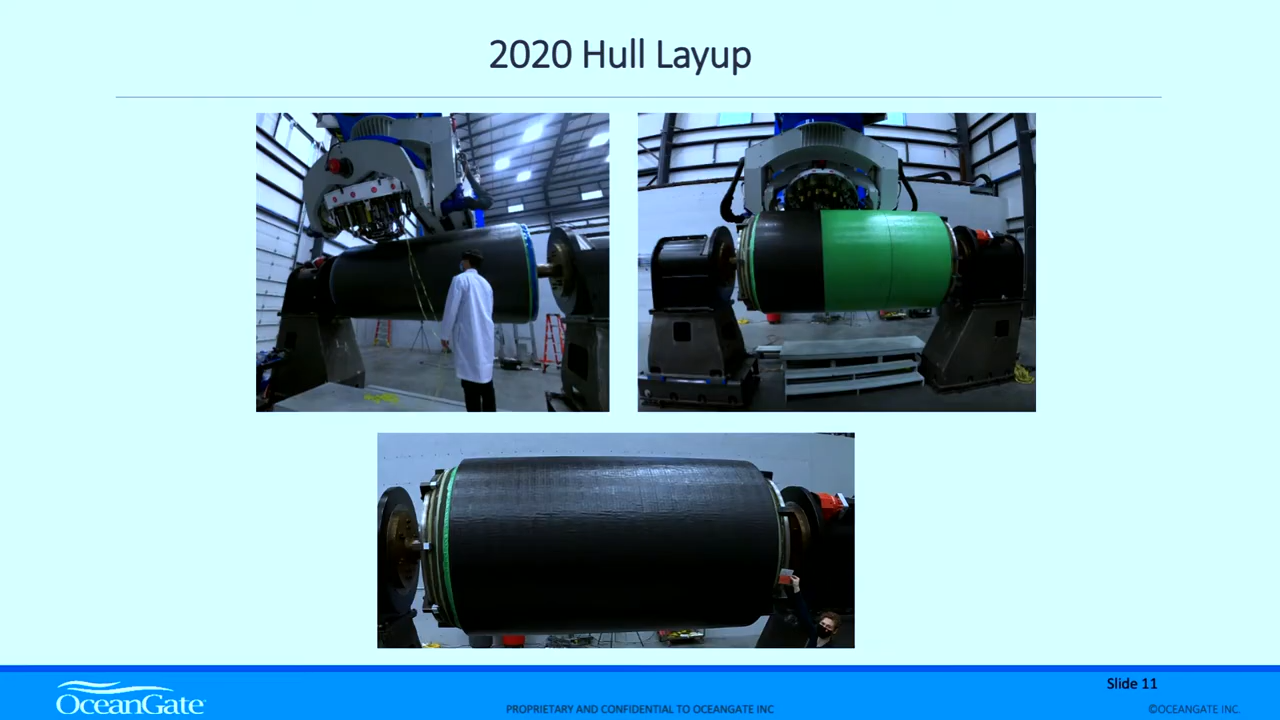 2020 Hull Layup
Slide 11
OceanGate
PROPRIETARY AND CONFIDENTIAL TO OCEANGATE INC
©OCEANGATE INC.